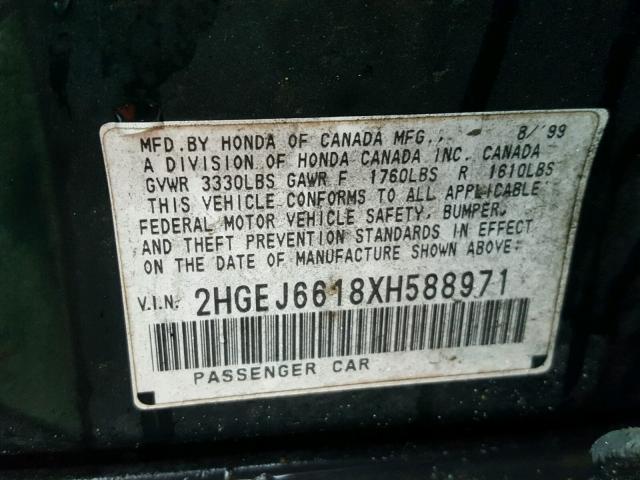 MFD. BY HONDA OF CANADA MFG., 8/'99
A DIVISION OF HONDA CANADA INC. CANADA
GVWR 3330LBS GAWR F 1760LBS R 1610LBS
THIS VEHICLE CONFORMS TO ALL APPLICABLE
FEDERAL MOTOR VEHICLE SAFETY, BUMPER,
AND THEFT PREVENTION STANDARDS IN EFFECT
ON THE DATE OF MANUFACTURE SHOWN ABOVE.
V.I.N. 2HGEJ6618XH588971
PASSENGER CAR